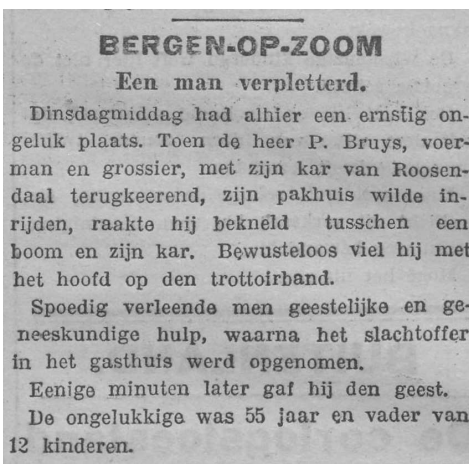 BERGEN-OP-ZOOM
Een man verpletterd.
Dinsdagmiddag had alhier een ernstig on-
geluk plaats. Toen de heer P. Bruys, voer-
man en grossier, met zijn kar van Roosen-
daal terugkeerend, zijn pakhuis wilde in-
rijden, raakte hij bekneld tusschen een
boom en zijn kar. Bewusteloos viel hij met
het hoofd op den trottoirband.
Spoedig verleende men geestelijke en ge-
neeskundige hulp, waarna het slachtoffer
in het gasthuis werd opgenomen.
Eenige minuten later gaf hij den geest.
De ongelukkige was 55 jaar en vader van
12 kinderen.